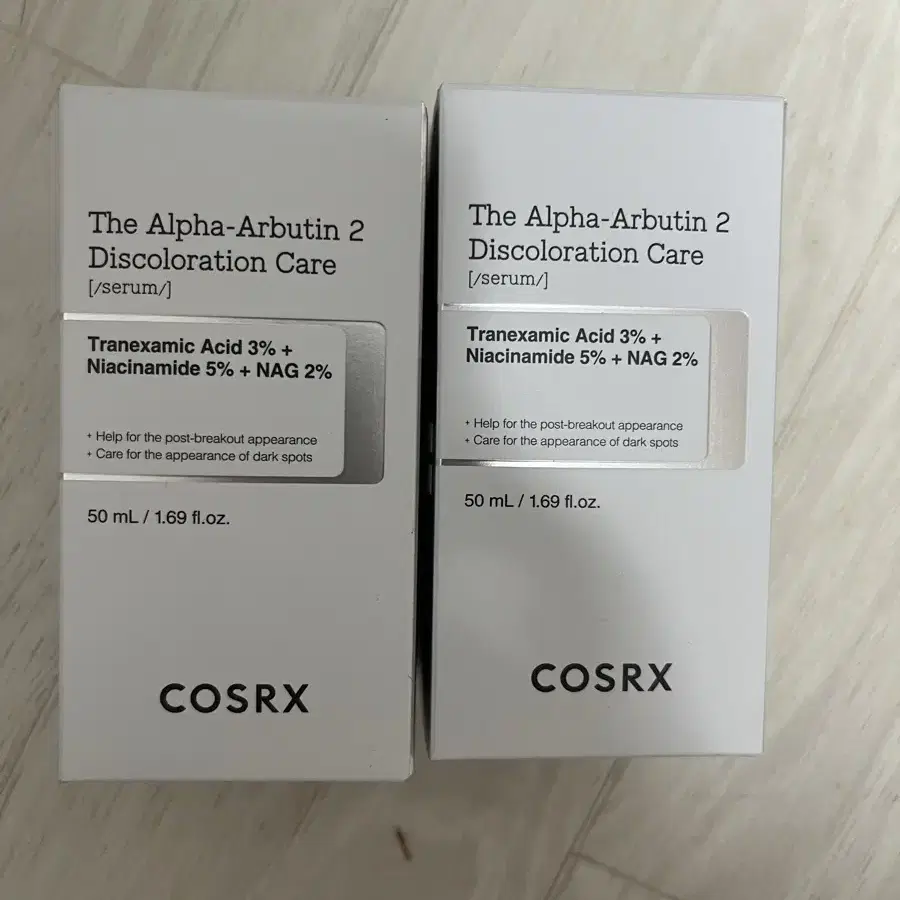 The Alpha-Arbutin 2
Discoloration Care
[/serum/]
Tranexamic Acid 3% +
Niacinamide 5% + NAG 2%
+ Help for the post-breakout appearance
+ Care for the appearance of dark spots
50 mL / 1.69 fl.oz.
COSRX
The Alpha-Arbutin 2
Discoloration Care
[/serum/]
Tranexamic Acid 3% +
Niacinamide 5% + NAG 2%
+ Help for the post-breakout appearance
+ Care for the appearance of dark spots
50 mL / 1.69 fl.oz.
COSRX